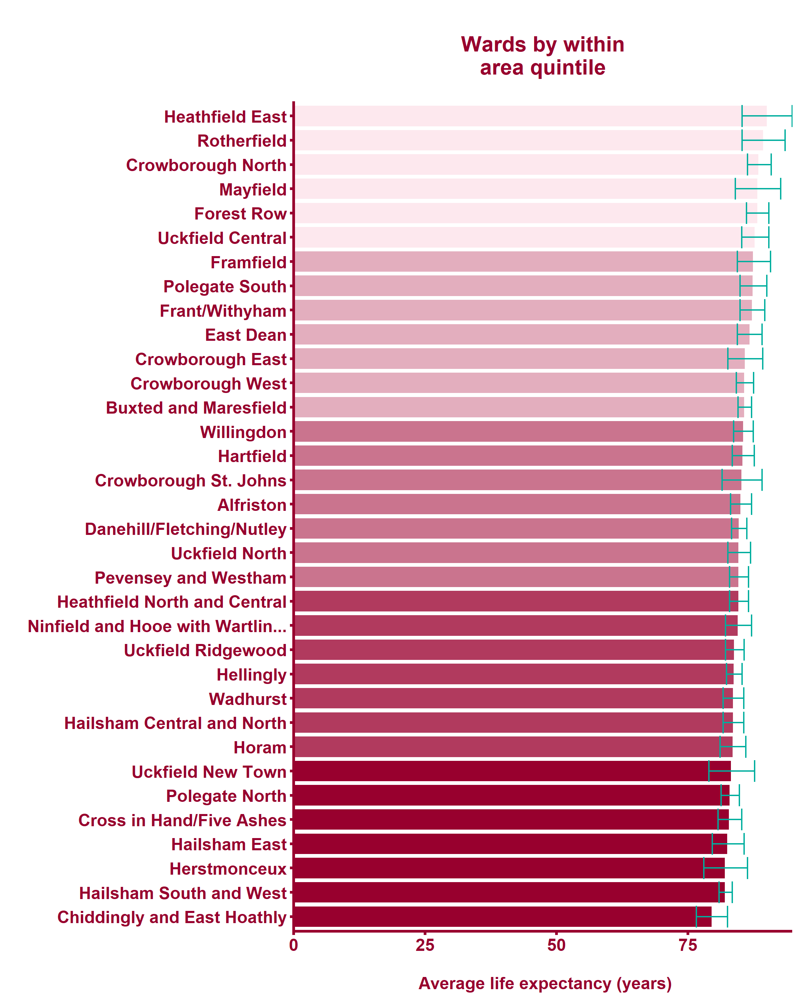 Wards by within
area quintile
Heathfield East
Rotherfield
Crowborough North
Mayfield
Forest Row
Uckfield Central
Framfield
Polegate South
Frant/Withyham
East Dean
Crowborough East
Crowborough West
Buxted and Maresfield
Willingdon
Hartfield
Crowborough St. Johns
Alfriston
Danehill/Fletching/Nutley
Uckfield North
Pevensey and Westham
Heathfield North and Central
Ninfield and Hooe with Wartlin...
Uckfield Ridgewood
Hellingly
Wadhurst
Hailsham Central and North
Horam
Uckfield New Town
Polegate North
Cross in Hand/Five Ashes
Hailsham East
Herstmonceux
Hailsham South and West
Chiddingly and East Hoathly
0 25 50 75
Average life expectancy (years)